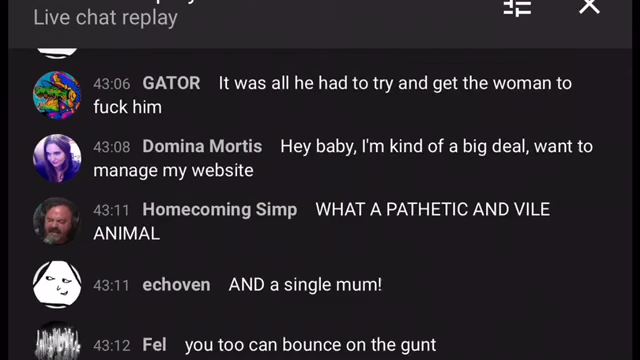 Live chat replay
43:06 GATOR It was all he had to try and get the woman to
fuck him
43:08 Domina Mortis Hey baby, I'm kind of a big deal, want to
manage my website
43:11 Homecoming Simp WHAT A PATHETIC AND VILE
ANIMAL
43:11 echoven AND a single mum!
43:12 Fel you too can bounce on the gunt